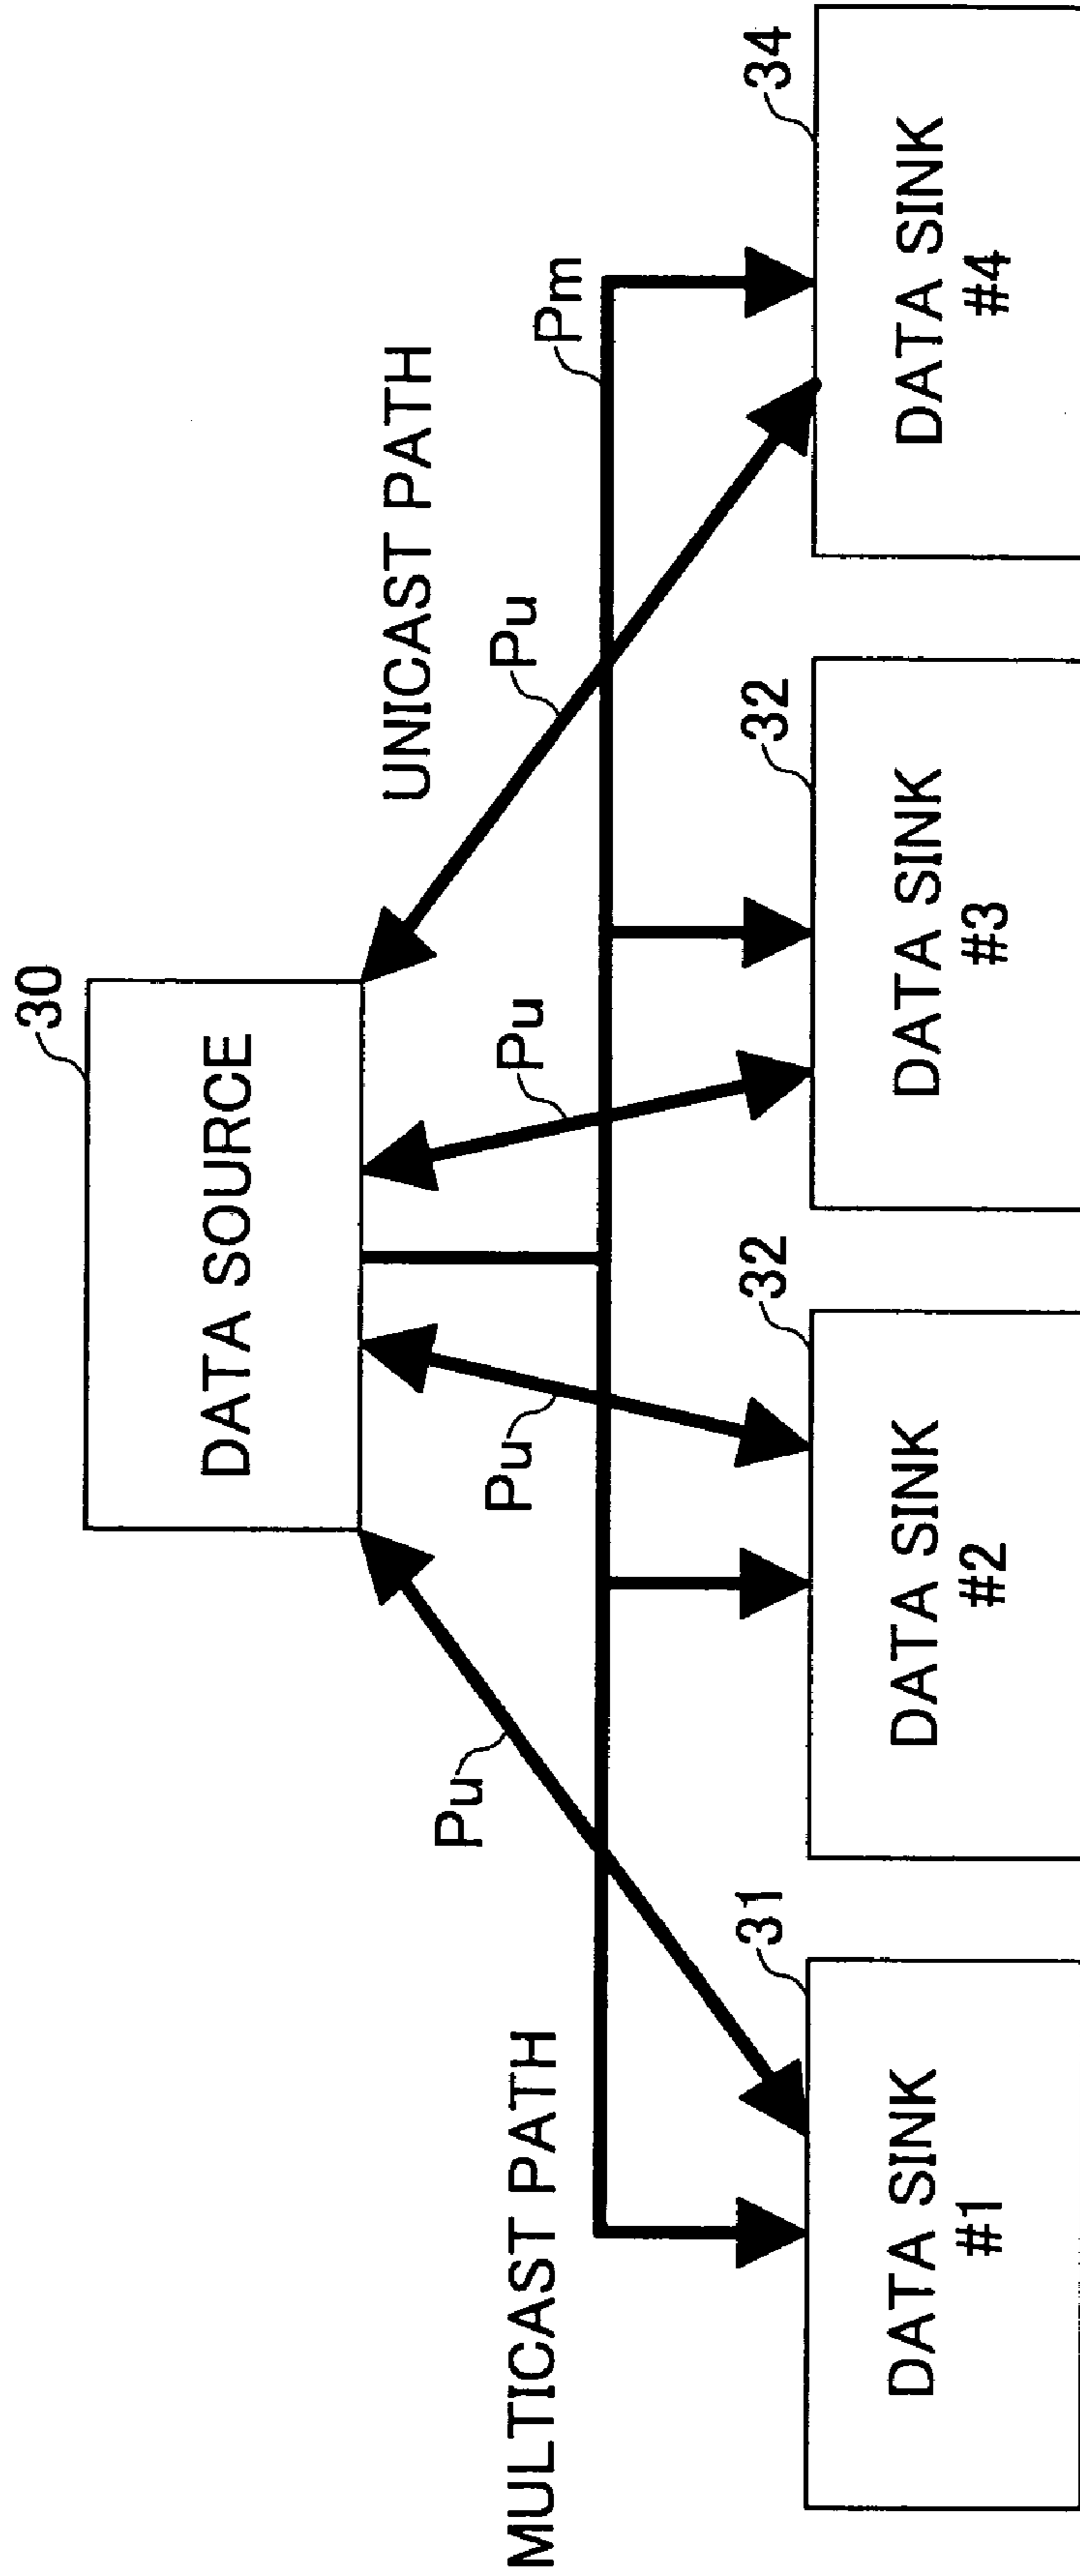 30
DATA SOURCE
UNICAST PATH
MULTICAST PATH
Pu
Pu
Pu
Pu
Pm
31
32
32
34
DATA SINK
#1
DATA SINK
#2
DATA SINK
#3
DATA SINK
#4